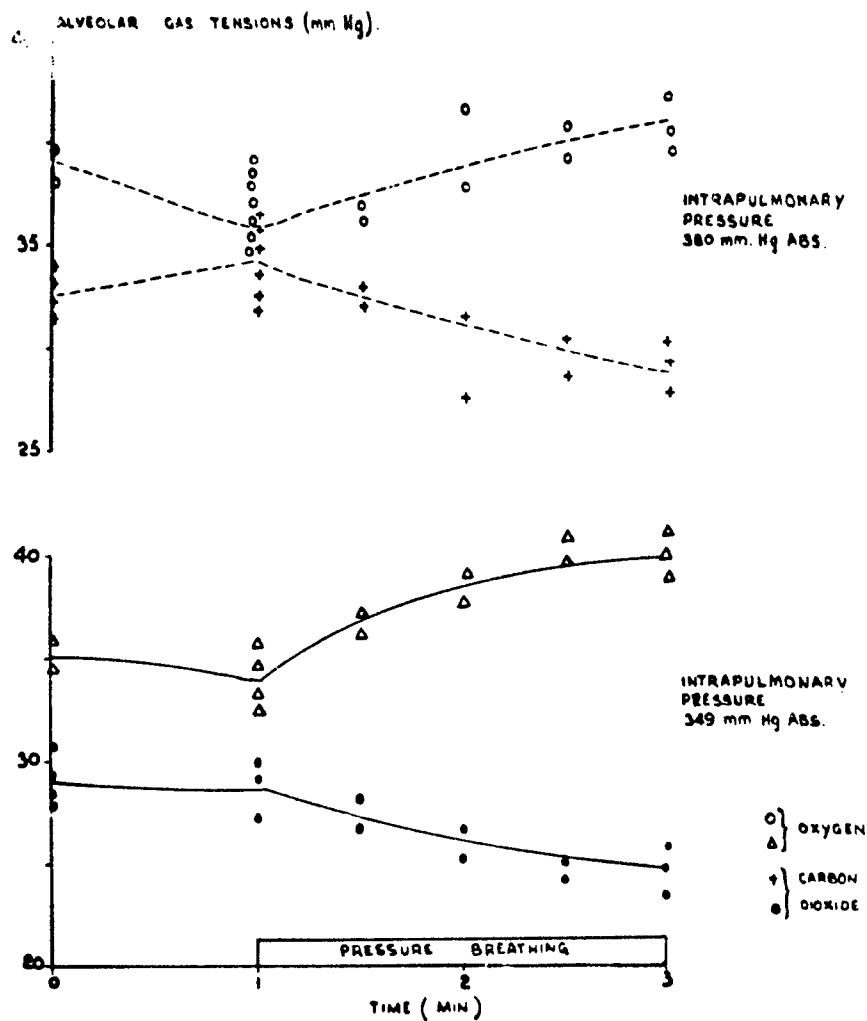 ALVEOLAR GAS TENSIONS (mm Hg).
35
INTRAPULMONARY
PRESSURE
380 mm. Hg ABS.
25
40
INTRAPULMONARY
PRESSURE
349 mm Hg ABS.
30
OXYGEN
CARBON
DIOXIDE
PRESSURE BREATHING
20
0 1 2 3
TIME (MIN)